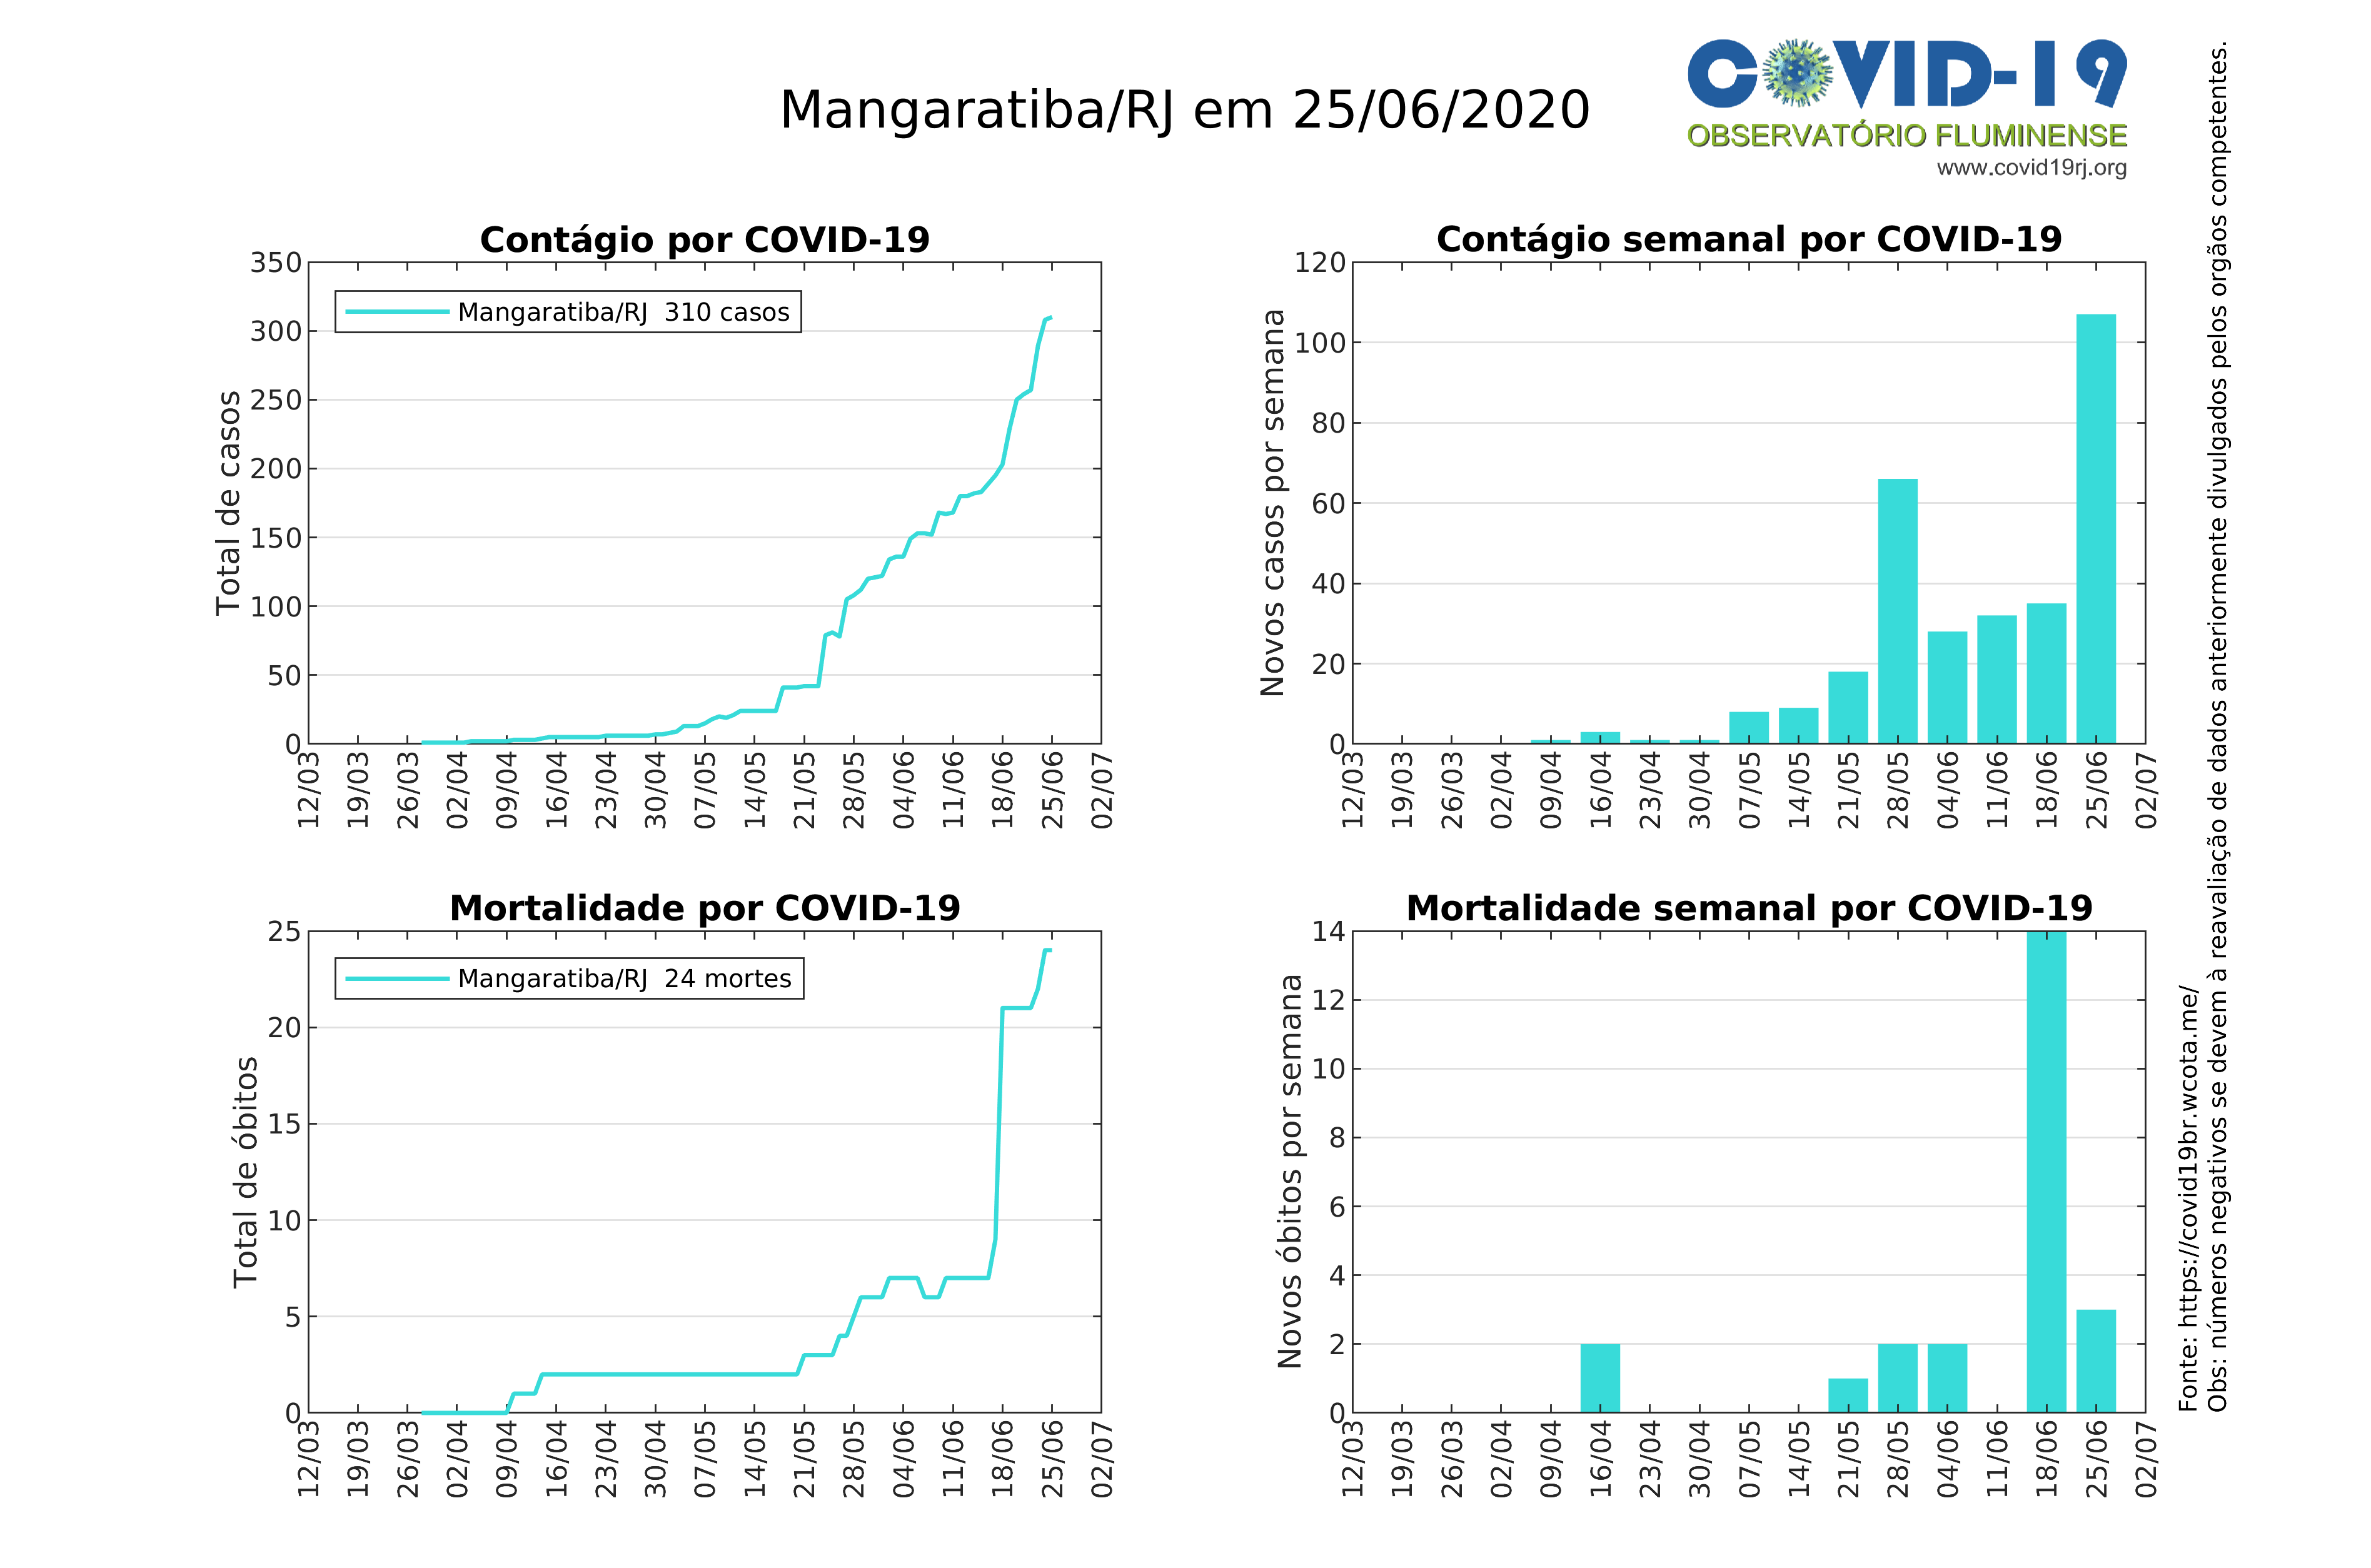 Mangaratiba/RJ em 25/06/2020
COVID-19
OBSERVATÓRIO FLUMINENSE
www.covid19rj.org
Contágio por COVID-19
Total de casos
350
300
250
200
150
100
50
0
Mangaratiba/RJ 310 casos
12/03 19/03 26/03 02/04 09/04 16/04 23/04 30/04 07/05 14/05 21/05 28/05 04/06 11/06 18/06 25/06 02/07
Contágio semanal por COVID-19
Novos casos por semana
120
100
80
60
40
20
0
12/03 19/03 26/03 02/04 09/04 16/04 23/04 30/04 07/05 14/05 21/05 28/05 04/06 11/06 18/06 25/06 02/07
Mortalidade por COVID-19
Total de óbitos
25
20
15
10
5
0
Mangaratiba/RJ 24 mortes
12/03 19/03 26/03 02/04 09/04 16/04 23/04 30/04 07/05 14/05 21/05 28/05 04/06 11/06 18/06 25/06 02/07
Mortalidade semanal por COVID-19
Novos óbitos por semana
14
12
10
8
6
4
2
0
12/03 19/03 26/03 02/04 09/04 16/04 23/04 30/04 07/05 14/05 21/05 28/05 04/06 11/06 18/06 25/06 02/07
Fonte: https://covid19br.wcota.me/
Obs: números negativos se devem à reavaliação de dados anteriormente divulgados pelos orgãos competentes.